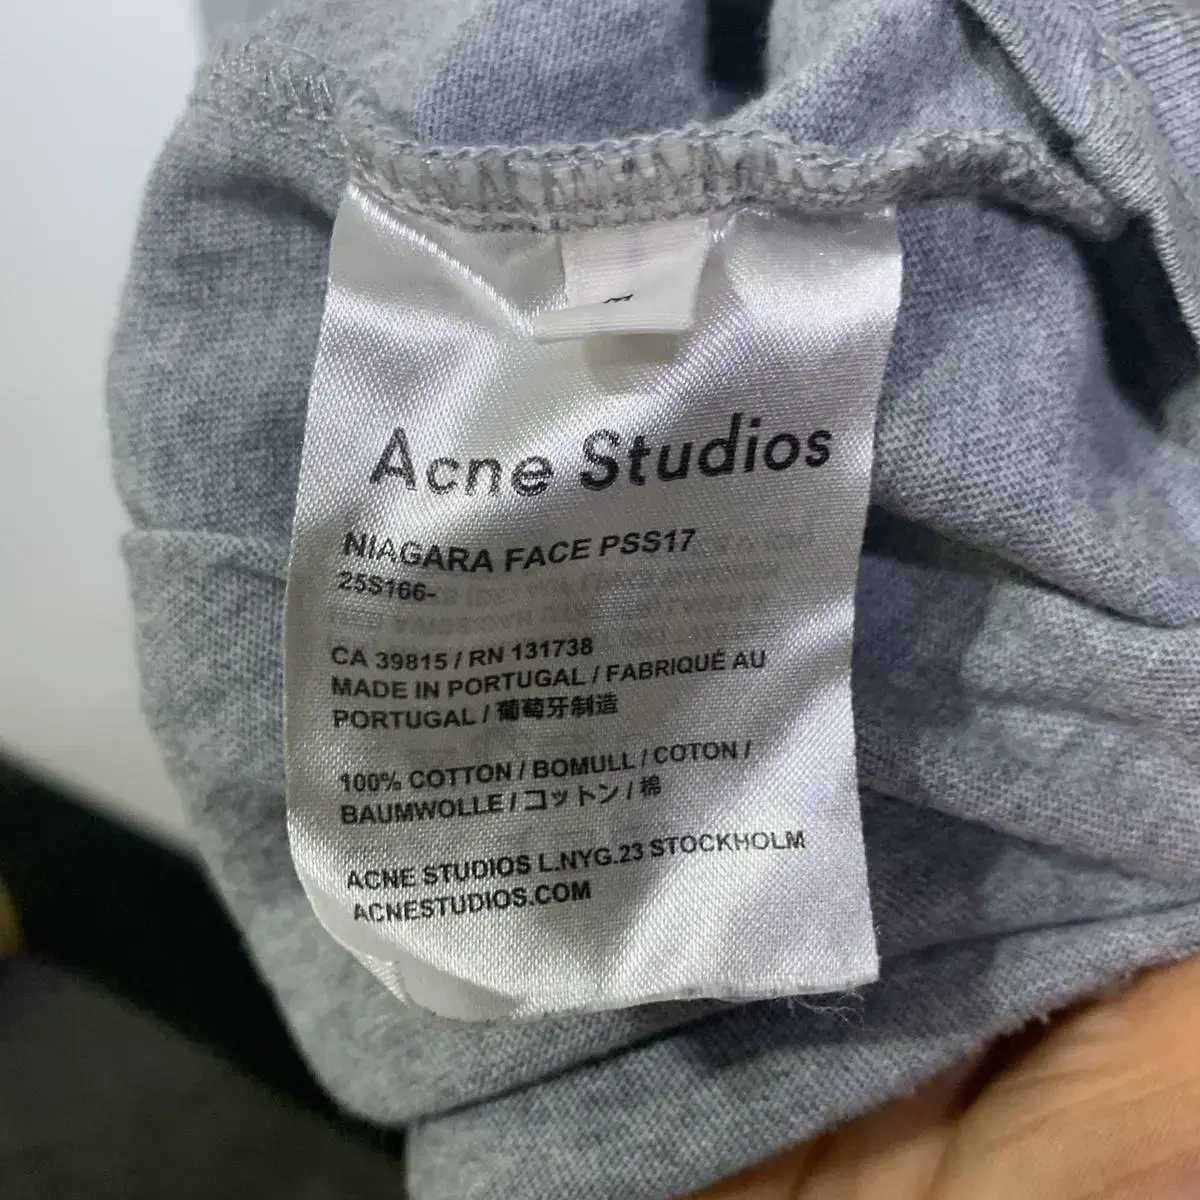 M
Acne Studios
NIAGARA FACE PSS17
25S166-
CA 39815 / RN 131738
MADE IN PORTUGAL / FABRIQUÉ AU
PORTUGAL / 葡萄牙制造
100% COTTON / BOMULL / COTON /
BAUMWOLLE / コットン / 棉
ACNE STUDIOS L.NYG.23 STOCKHOLM
ACNESTUDIOS.COM